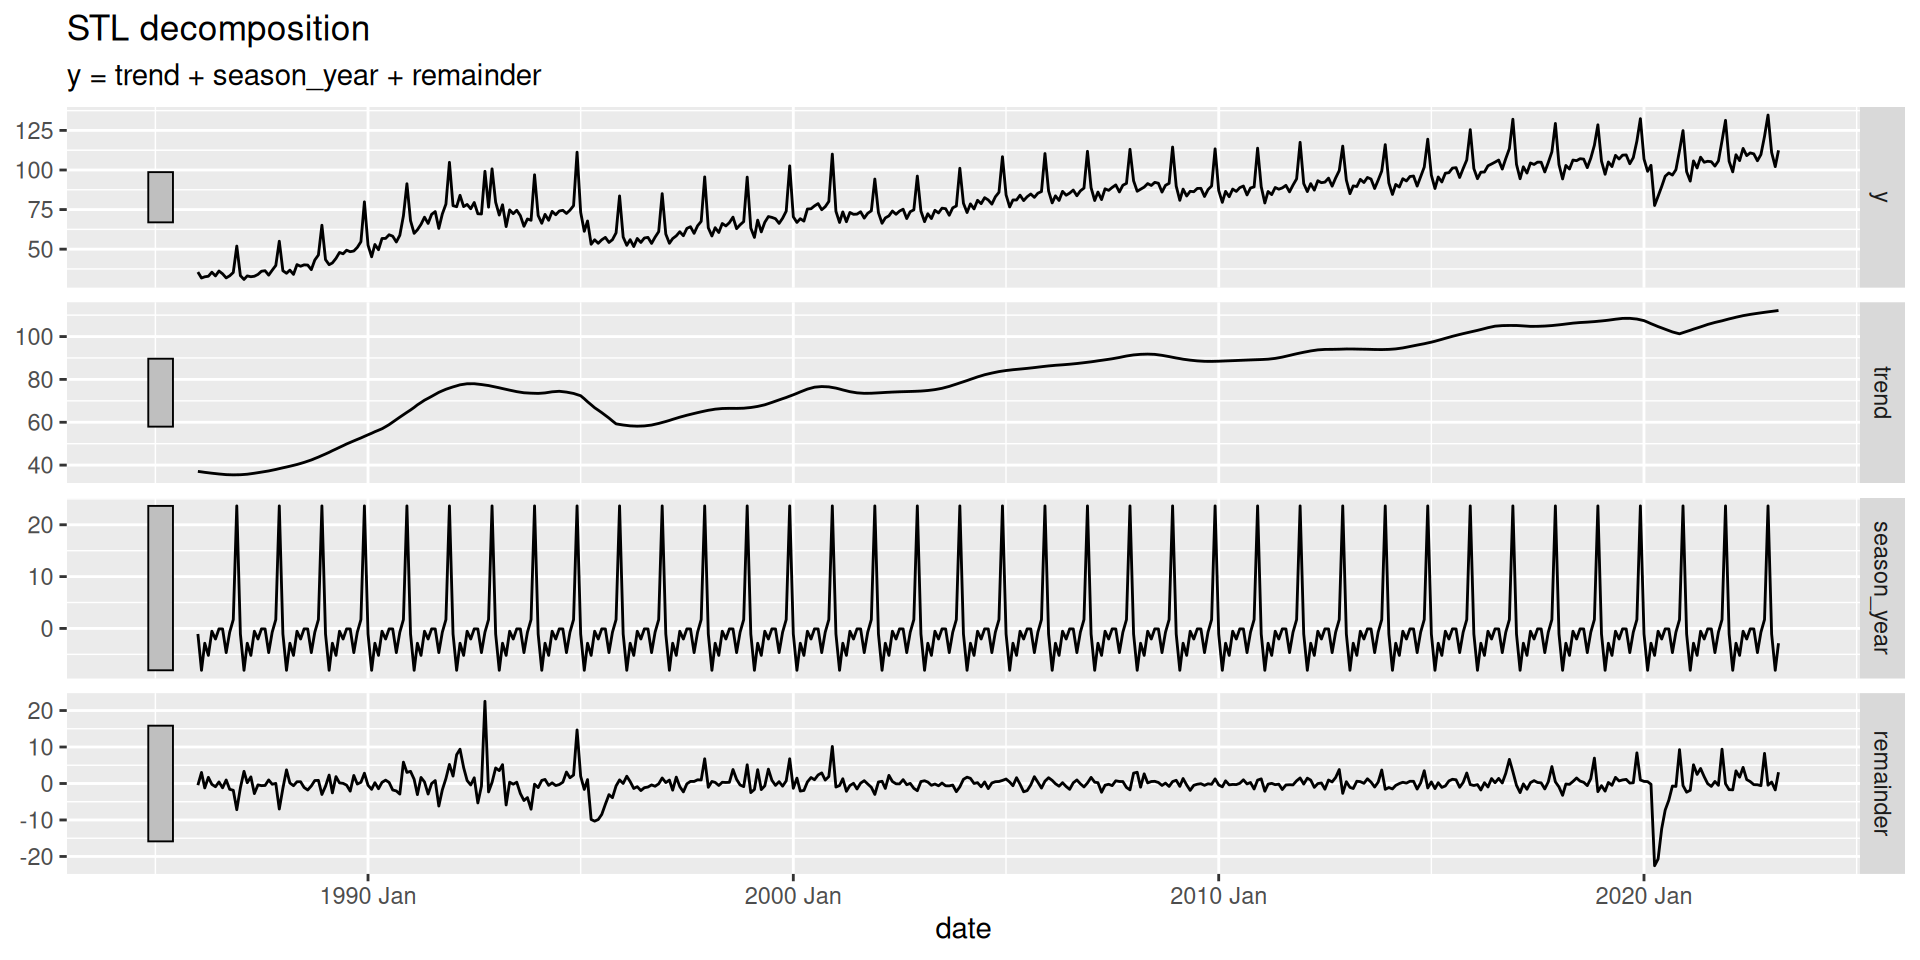 STL decomposition
y = trend + season_year + remainder
125
100
75
50
y
100
80
60
40
trend
20
10
0
season_year
20
10
0
-10
-20
remainder
1990 Jan
2000 Jan
2010 Jan
2020 Jan
date